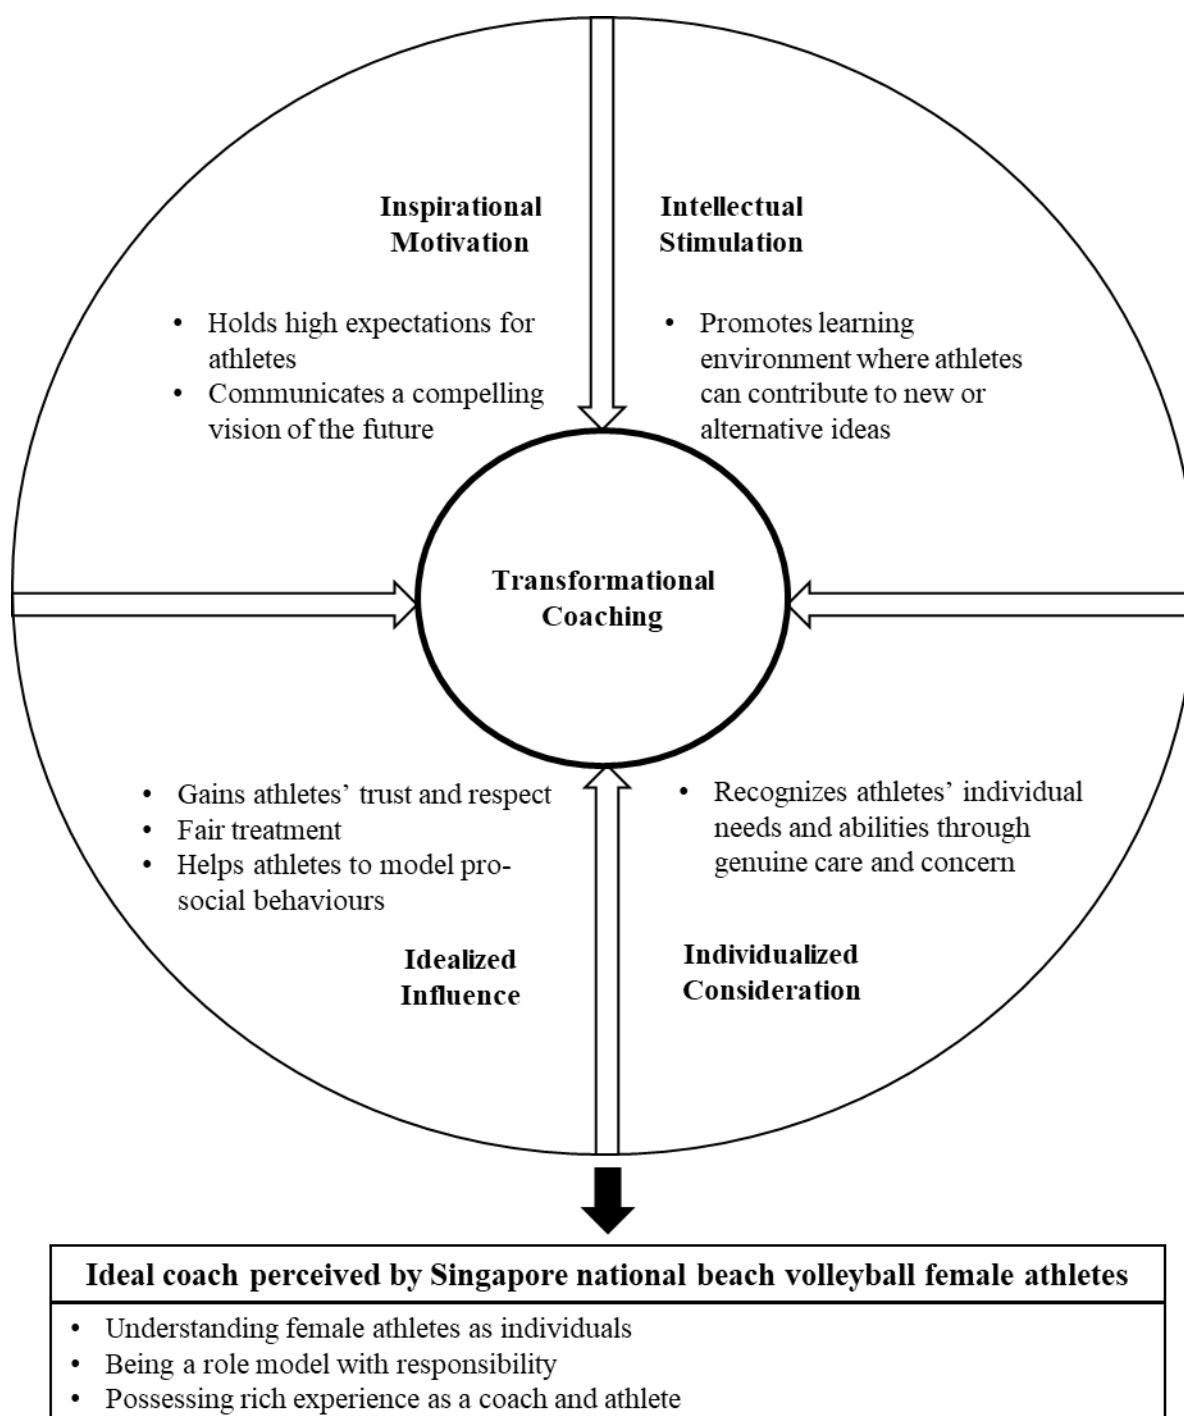 Inspirational
Motivation
• Holds high expectations for
athletes
• Communicates a compelling
vision of the future
Intellectual
Stimulation
• Promotes learning
environment where athletes
can contribute to new or
alternative ideas
Transformational
Coaching
• Gains athletes’ trust and respect
• Fair treatment
• Helps athletes to model pro-
social behaviours
Idealized
Influence
• Recognizes athletes’ individual
needs and abilities through
genuine care and concern
Individualized
Consideration
Ideal coach perceived by Singapore national beach volleyball female athletes
• Understanding female athletes as individuals
• Being a role model with responsibility
• Possessing rich experience as a coach and athlete